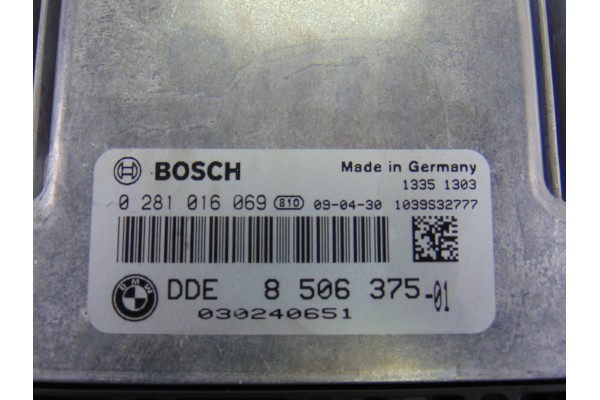 BOSCH Made in Germany
1335 1303
0 281 016 069 810 09-04-30 1039S32777
BMW DDE 8 506 375-01
030240651